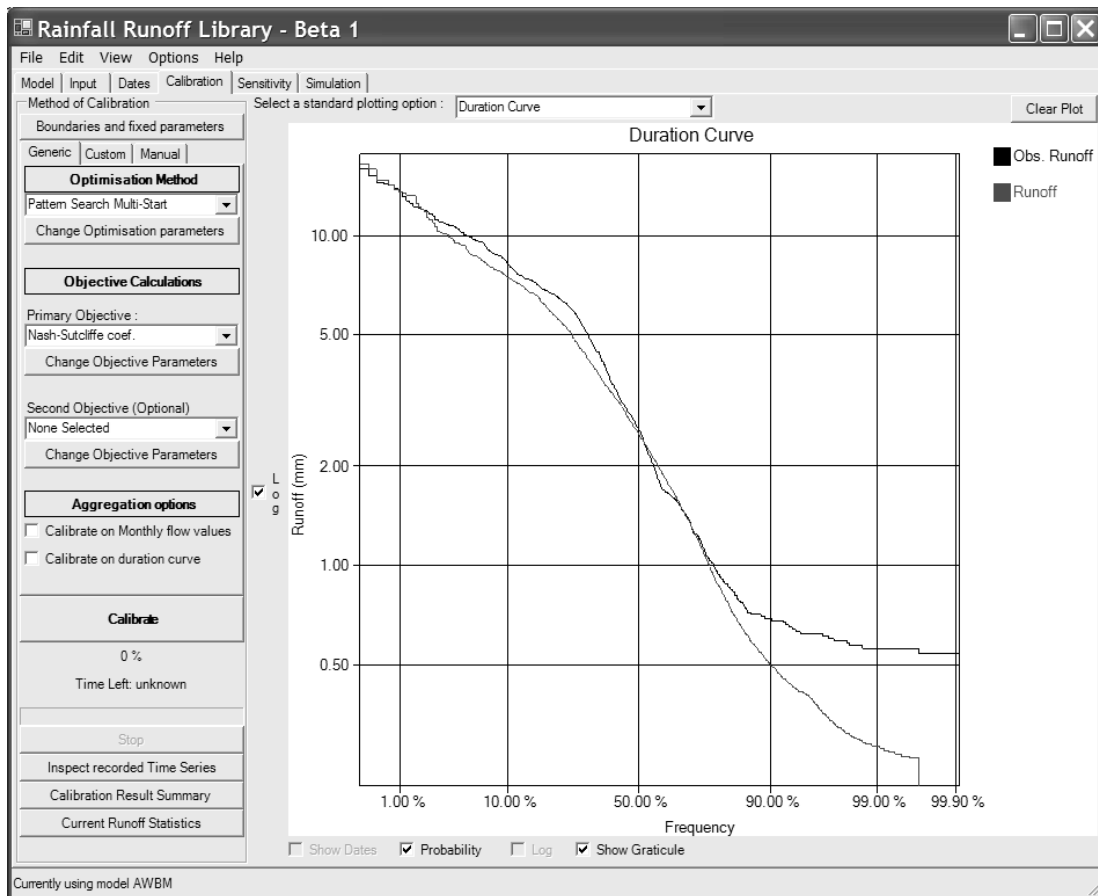 Rainfall Runoff Library - Beta 1
File Edit View Options Help
Model Input Dates Calibration Sensitivity Simulation
Method of Calibration
Boundaries and fixed parameters
Generic Custom Manual
Optimisation Method
Pattern Search Multi-Start
Change Optimisation parameters
Objective Calculations
Primary Objective :
Nash-Sutcliffe coef.
Change Objective Parameters
Second Objective (Optional)
None Selected
Change Objective Parameters
Aggregation options
Calibrate on Monthly flow values
Calibrate on duration curve
Calibrate
0 %
Time Left: unknown
Stop
Inspect recorded Time Series
Calibration Result Summary
Current Runoff Statistics
Select a standard plotting option : Duration Curve
Clear Plot
Duration Curve
Obs. Runoff
Runoff
Log
Runoff (mm)
10.00
5.00
2.00
1.00
0.50
1.00 % 10.00 % 50.00 % 90.00 % 99.00 % 99.90 %
Frequency
Show Dates Probability Log Show Graticule
Currently using model AWBM